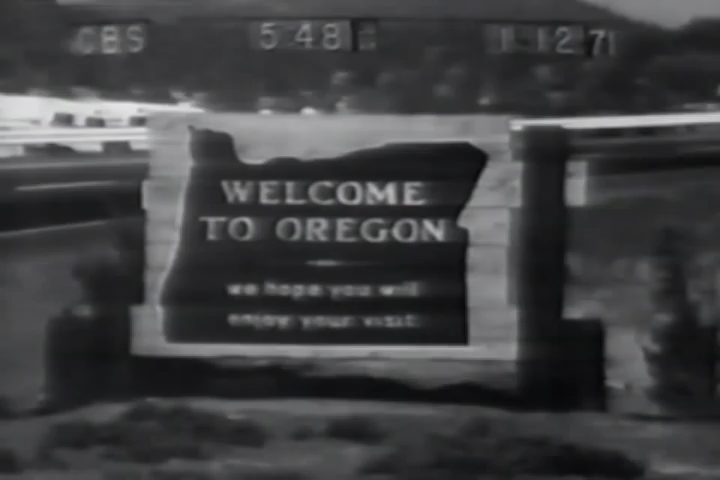 CBS 5:48 1 12 71
WELCOME
TO OREGON
we hope you will
enjoy your visit